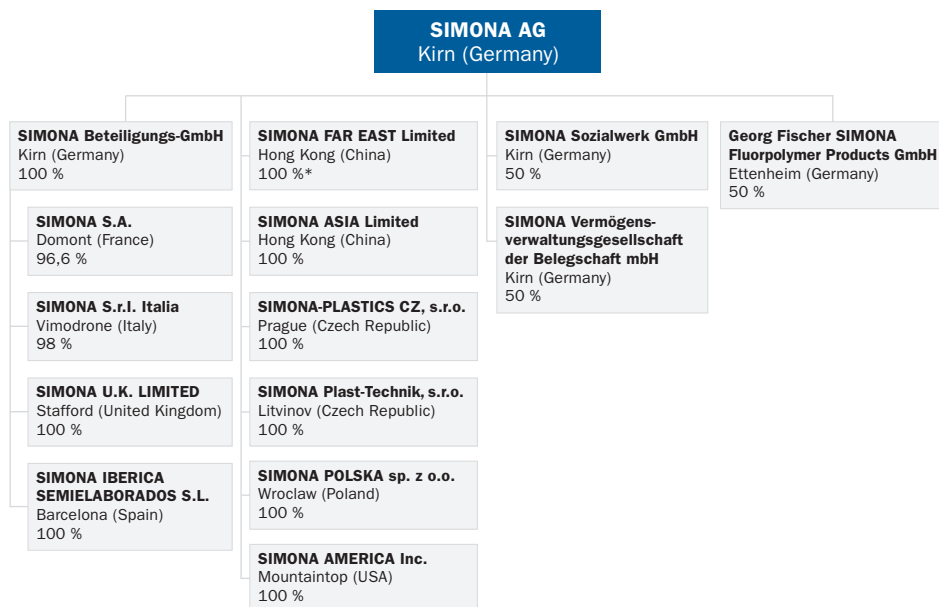 SIMONA AG
Kirn (Germany)
SIMONA Beteiligungs-GmbH
Kirn (Germany)
100 %
SIMONA S.A.
Domont (France)
96,6 %
SIMONA S.r.l. Italia
Vimodrone (Italy)
98 %
SIMONA U.K. LIMITED
Stafford (United Kingdom)
100 %
SIMONA IBERICA
SEMIELABORADOS S.L.
Barcelona (Spain)
100 %
SIMONA FAR EAST Limited
Hong Kong (China)
100 %*
SIMONA ASIA Limited
Hong Kong (China)
100 %
SIMONA-PLASTICS CZ, s.r.o.
Prague (Czech Republic)
100 %
SIMONA Plast-Technik, s.r.o.
Litvinov (Czech Republic)
100 %
SIMONA POLSKA sp. z o.o.
Wroclaw (Poland)
100 %
SIMONA AMERICA Inc.
Mountaintop (USA)
100 %
SIMONA Sozialwerk GmbH
Kirn (Germany)
50 %
SIMONA Vermögens-
verwaltungsgesellschaft
der Belegschaft mbH
Kirn (Germany)
50 %
Georg Fischer SIMONA
Fluorpolymer Products GmbH
Ettenheim (Germany)
50 %